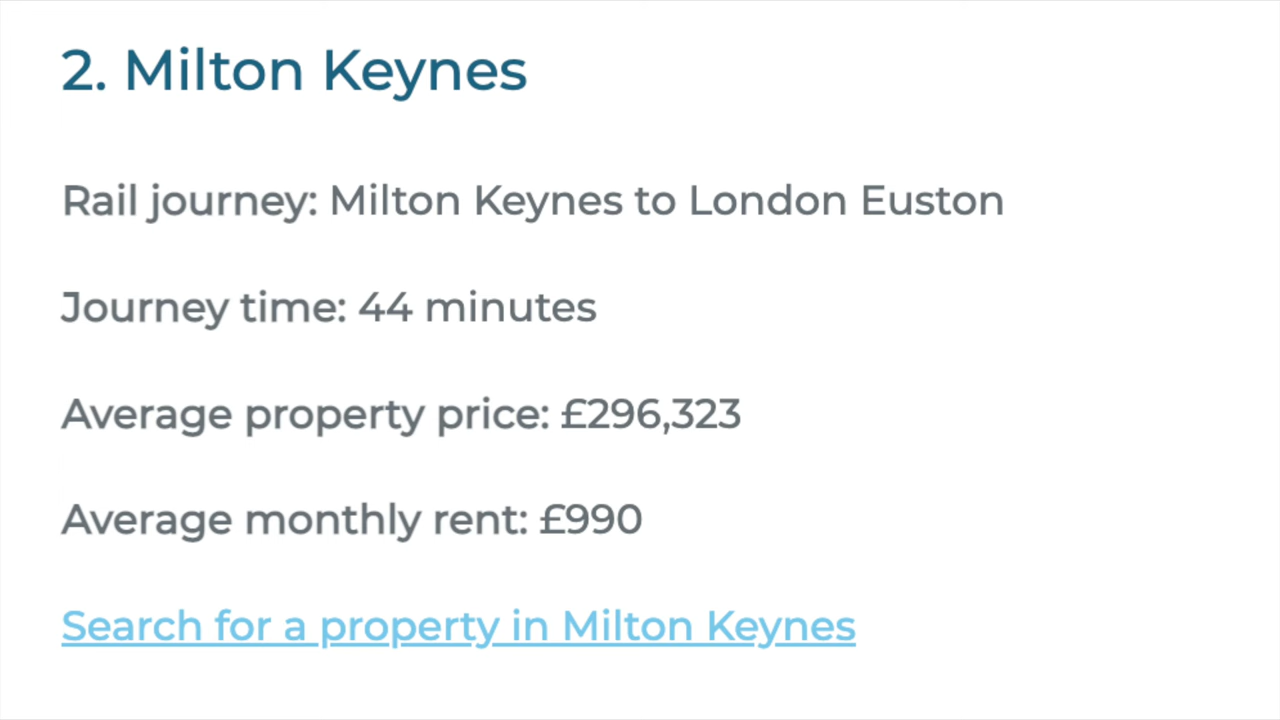 2. Milton Keynes
Rail journey: Milton Keynes to London Euston
Journey time: 44 minutes
Average property price: £296,323
Average monthly rent: £990
Search for a property in Milton Keynes